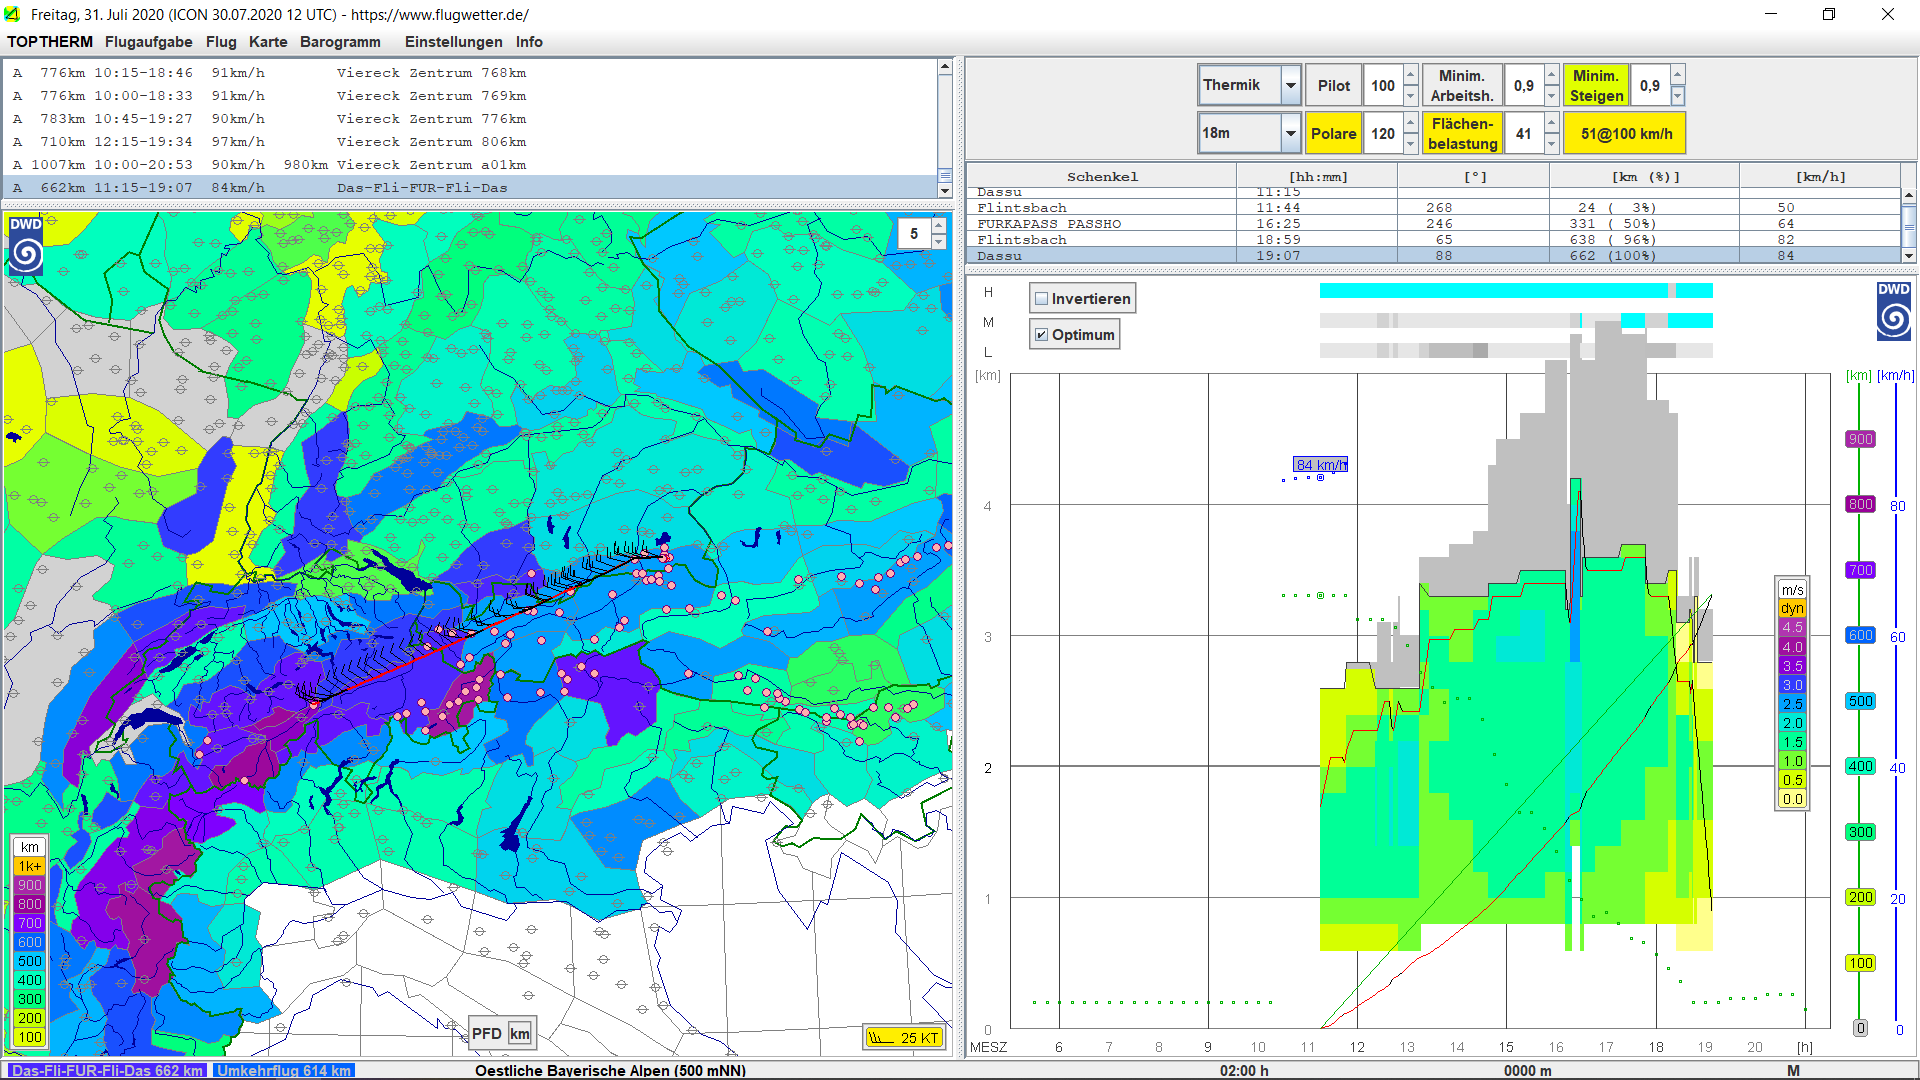 Freitag, 31. Juli 2020 (ICON 30.07.2020 12 UTC) - https://www.flugwetter.de/
TOPTHERM Flugaufgabe Flug Karte Barogramm Einstellungen Info
A 776km 10:15-18:46 91km/h Viereck Zentrum 768km
A 776km 10:00-18:33 91km/h Viereck Zentrum 769km
A 783km 10:45-19:27 90km/h Viereck Zentrum 776km
A 710km 12:15-19:34 97km/h Viereck Zentrum 806km
A 1007km 10:00-20:53 90km/h 980km Viereck Zentrum a01km
A 662km 11:15-19:07 84km/h Das-Fli-FUR-Fli-Das
Thermik Pilot 100 Minim. Arbeitsh. 0,9 Minim. Steigen 0,9
18m Polare 120 Flächen- belastung 41 51@100 km/h
Schenkel [hh:mm] [°] [km (%)] [km/h]
Dassu 11:15
Flintsbach 11:44 268 24 ( 3%) 50
FURKAPASS PASSHO 16:25 246 331 ( 50%) 64
Flintsbach 18:59 65 638 ( 96%) 82
Dassu 19:07 88 662 (100%) 84
DWD
5
km
1k+
900
800
700
600
500
400
300
200
100
PFD km
25 KT
H
M
L
Invertieren
Optimum
DWD
[km]
[km] [km/h]
84 km/h
4
3
2
1
0
m/s
dyn
4.5
4.0
3.5
3.0
2.5
2.0
1.5
1.0
0.5
0.0
900
800 80
700
600 60
500
400 40
300
200 20
100
0 0
MESZ 6 7 8 9 10 11 12 13 14 15 16 17 18 19 20 [h]
Das-Fli-FUR-Fli-Das 662 km Umkehrflug 614 km Oestliche Bayerische Alpen (500 mNN) 02:00 h 0000 m M